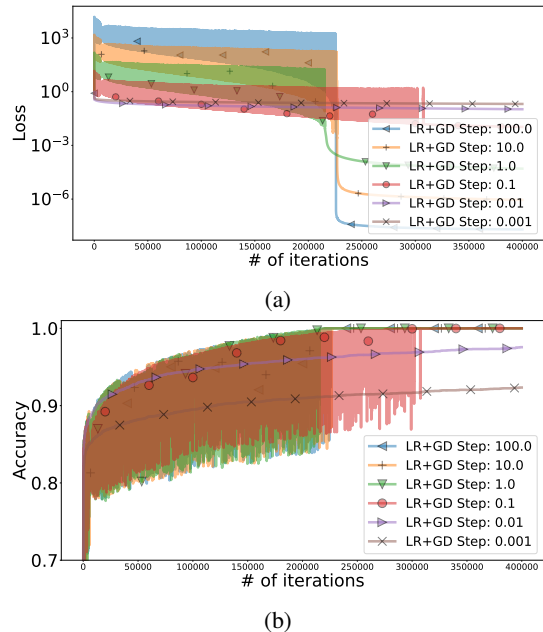 10³
10⁰
10⁻³
10⁻⁶
Loss
LR+GD Step: 100.0
LR+GD Step: 10.0
LR+GD Step: 1.0
LR+GD Step: 0.1
LR+GD Step: 0.01
LR+GD Step: 0.001
0 50000 100000 150000 200000 250000 300000 350000 400000
# of iterations
(a)
1.0
0.9
0.8
0.7
Accuracy
LR+GD Step: 100.0
LR+GD Step: 10.0
LR+GD Step: 1.0
LR+GD Step: 0.1
LR+GD Step: 0.01
LR+GD Step: 0.001
0 50000 100000 150000 200000 250000 300000 350000 400000
# of iterations
(b)